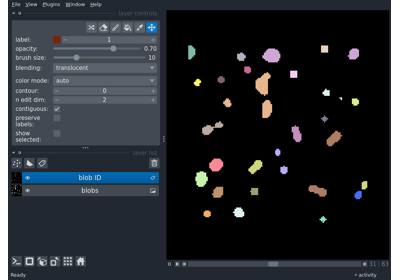 File View Plugins Window Help
layer controls
label: 1
opacity: 0.70
brush size: 10
blending: translucent
color mode: auto
contour: 0
n edit dim: 2
contiguous:
preserve
labels:
show
selected:
layer list
blob ID
blobs
31 63
Ready
activity